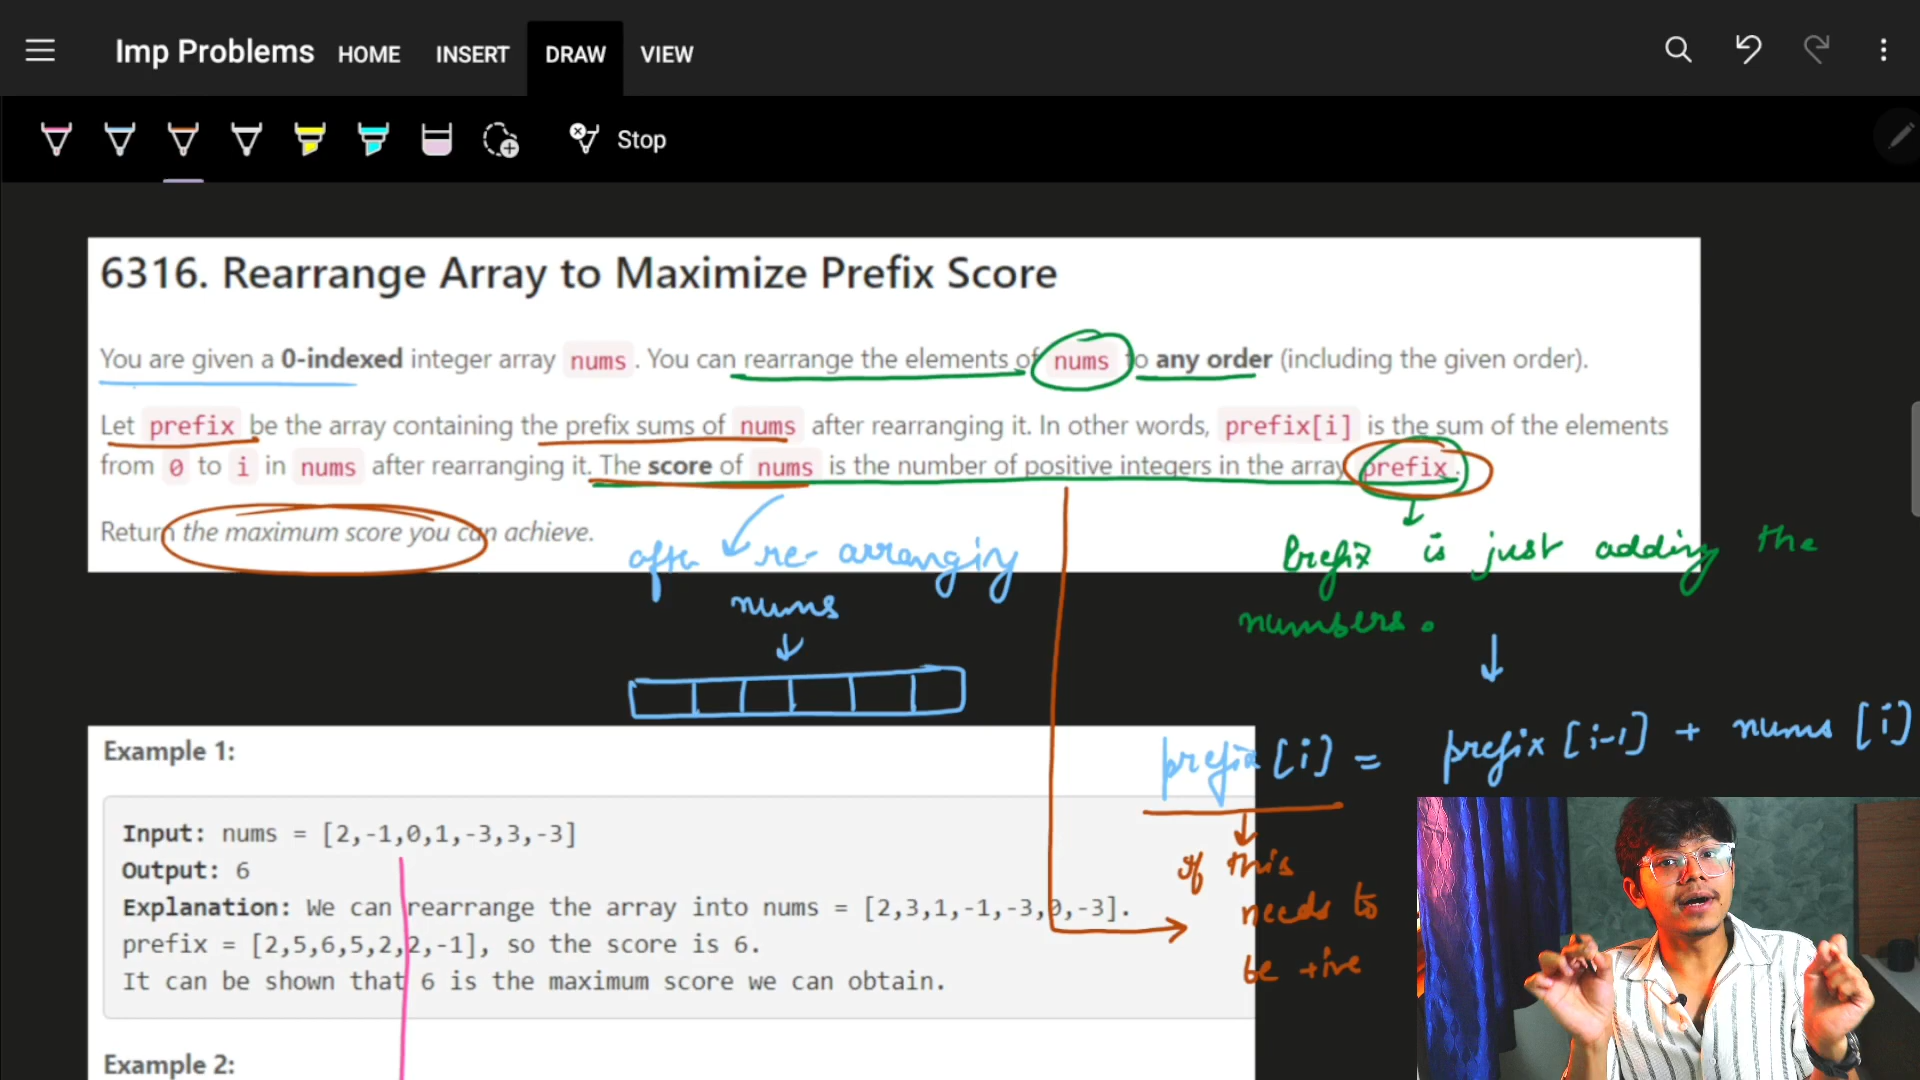 Imp Problems HOME INSERT DRAW VIEW
Stop
6316. Rearrange Array to Maximize Prefix Score
You are given a 0-indexed integer array nums. You can rearrange the elements of nums to any order (including the given order).
Let prefix be the array containing the prefix sums of nums after rearranging it. In other words, prefix[i] is the sum of the elements
from 0 to i in nums after rearranging it. The score of nums is the number of positive integers in the array prefix.
Return the maximum score you can achieve.
after re-arranging
nums
Prefix is just adding the
numbers.
prefix[i] = prefix[i-1] + nums[i]
if this
needs to
be +ive
Example 1:
Input: nums = [2,-1,0,1,-3,3,-3]
Output: 6
Explanation: We can rearrange the array into nums = [2,3,1,-1,-3,0,-3].
prefix = [2,5,6,5,2,2,-1], so the score is 6.
It can be shown that 6 is the maximum score we can obtain.
Example 2: